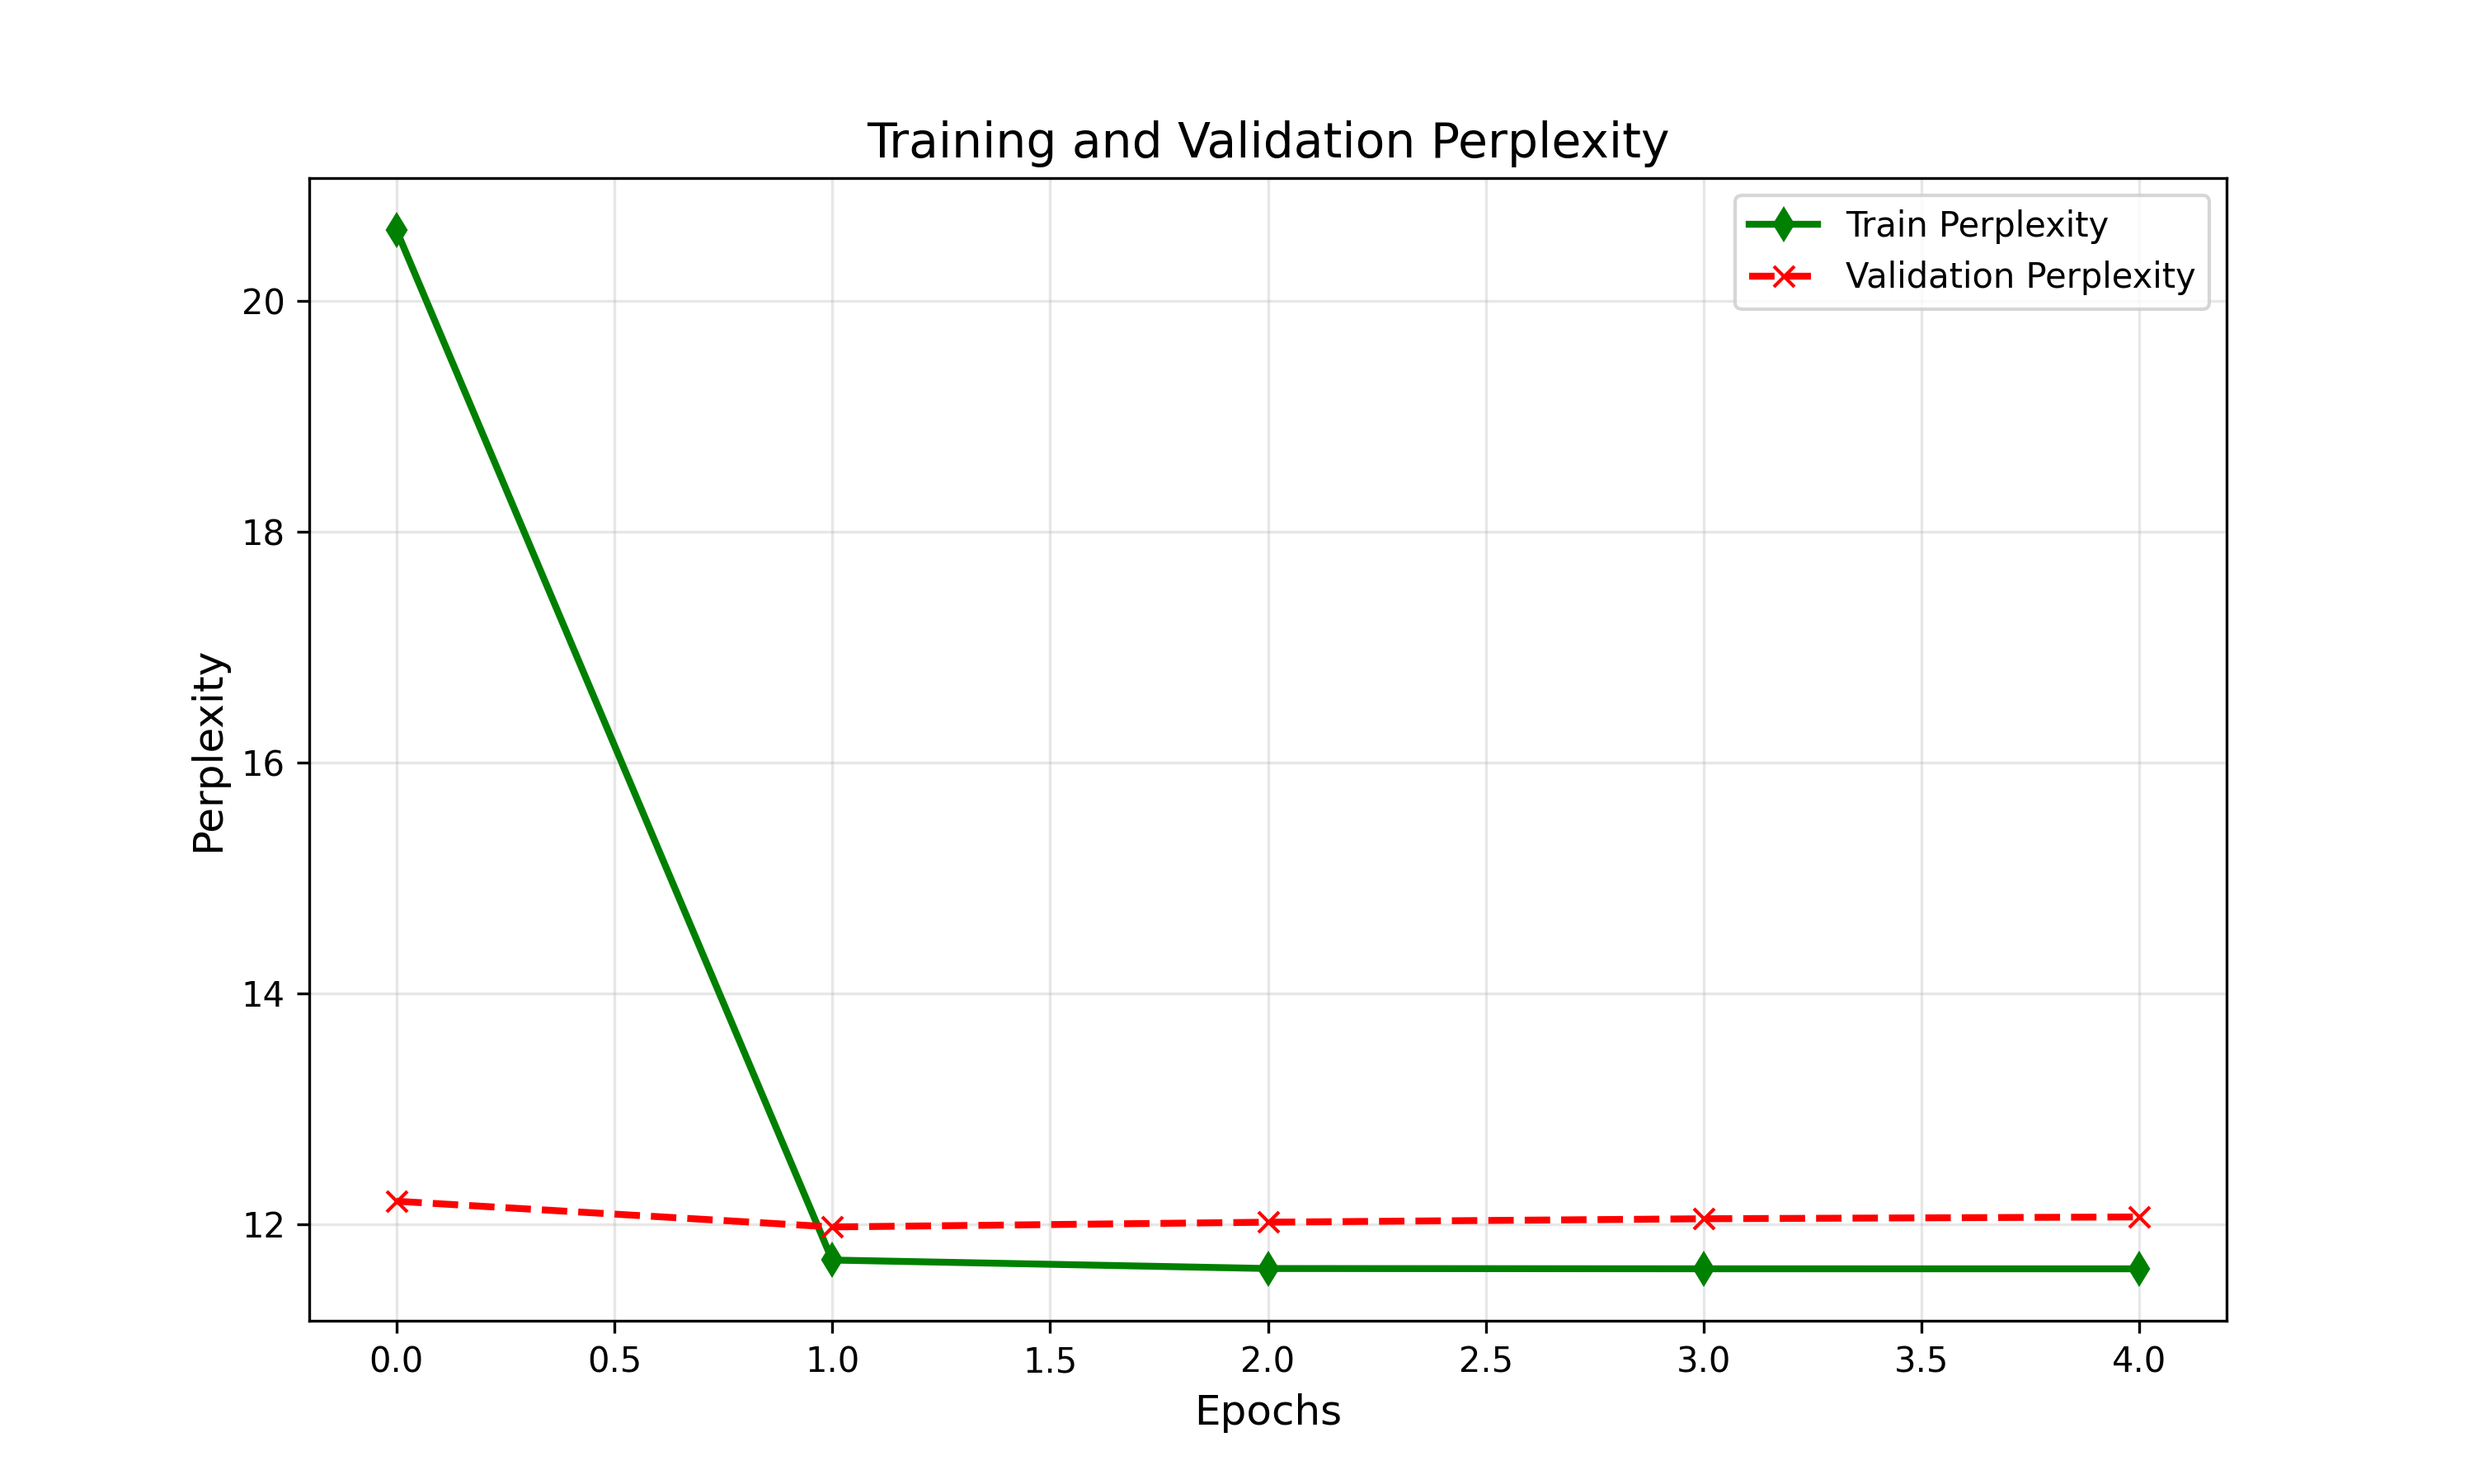 Training and Validation Perplexity
Train Perplexity
Validation Perplexity
Perplexity
20
18
16
14
12
0.0 0.5 1.0 1.5 2.0 2.5 3.0 3.5 4.0
Epochs